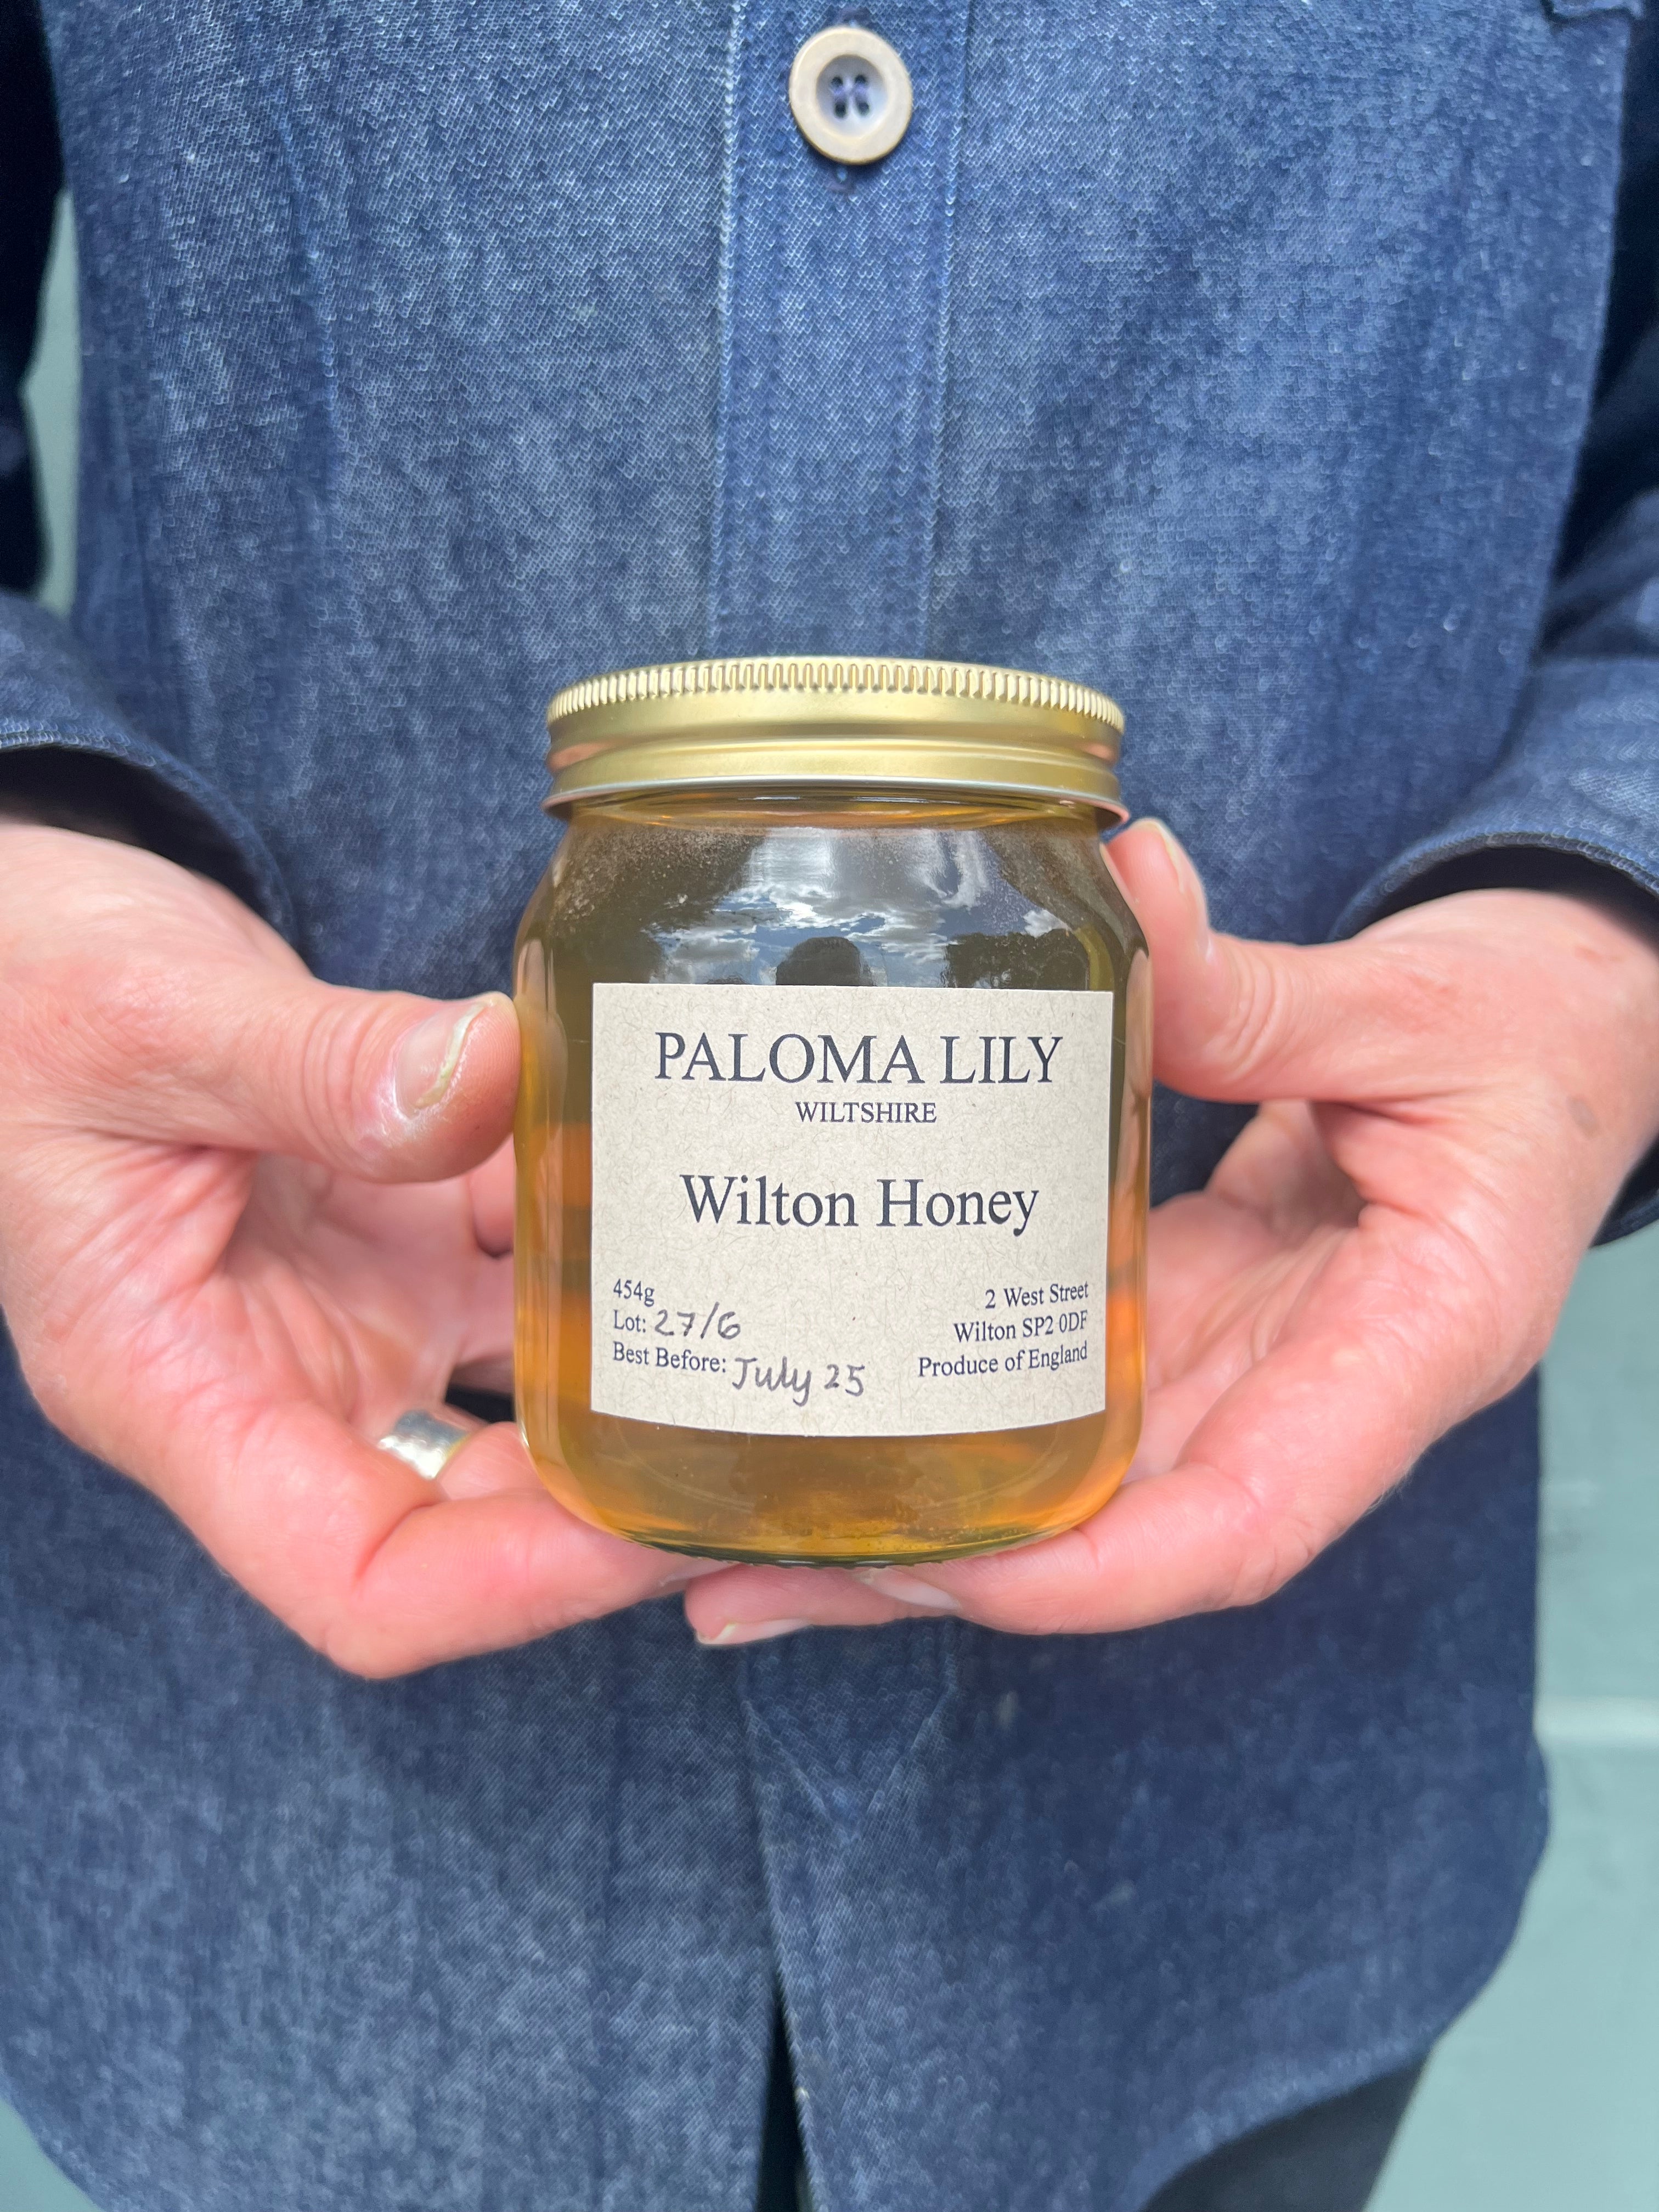 PALOMA LILY
WILTSHIRE
Wilton Honey
454g
Lot: 27/6
Best Before: July 25
2 West Street
Wilton SP2 0DF
Produce of England